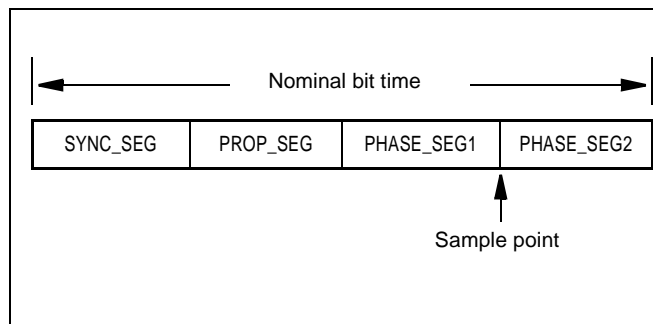 Nominal bit time
SYNC_SEG PROP_SEG PHASE_SEG1 PHASE_SEG2
Sample point